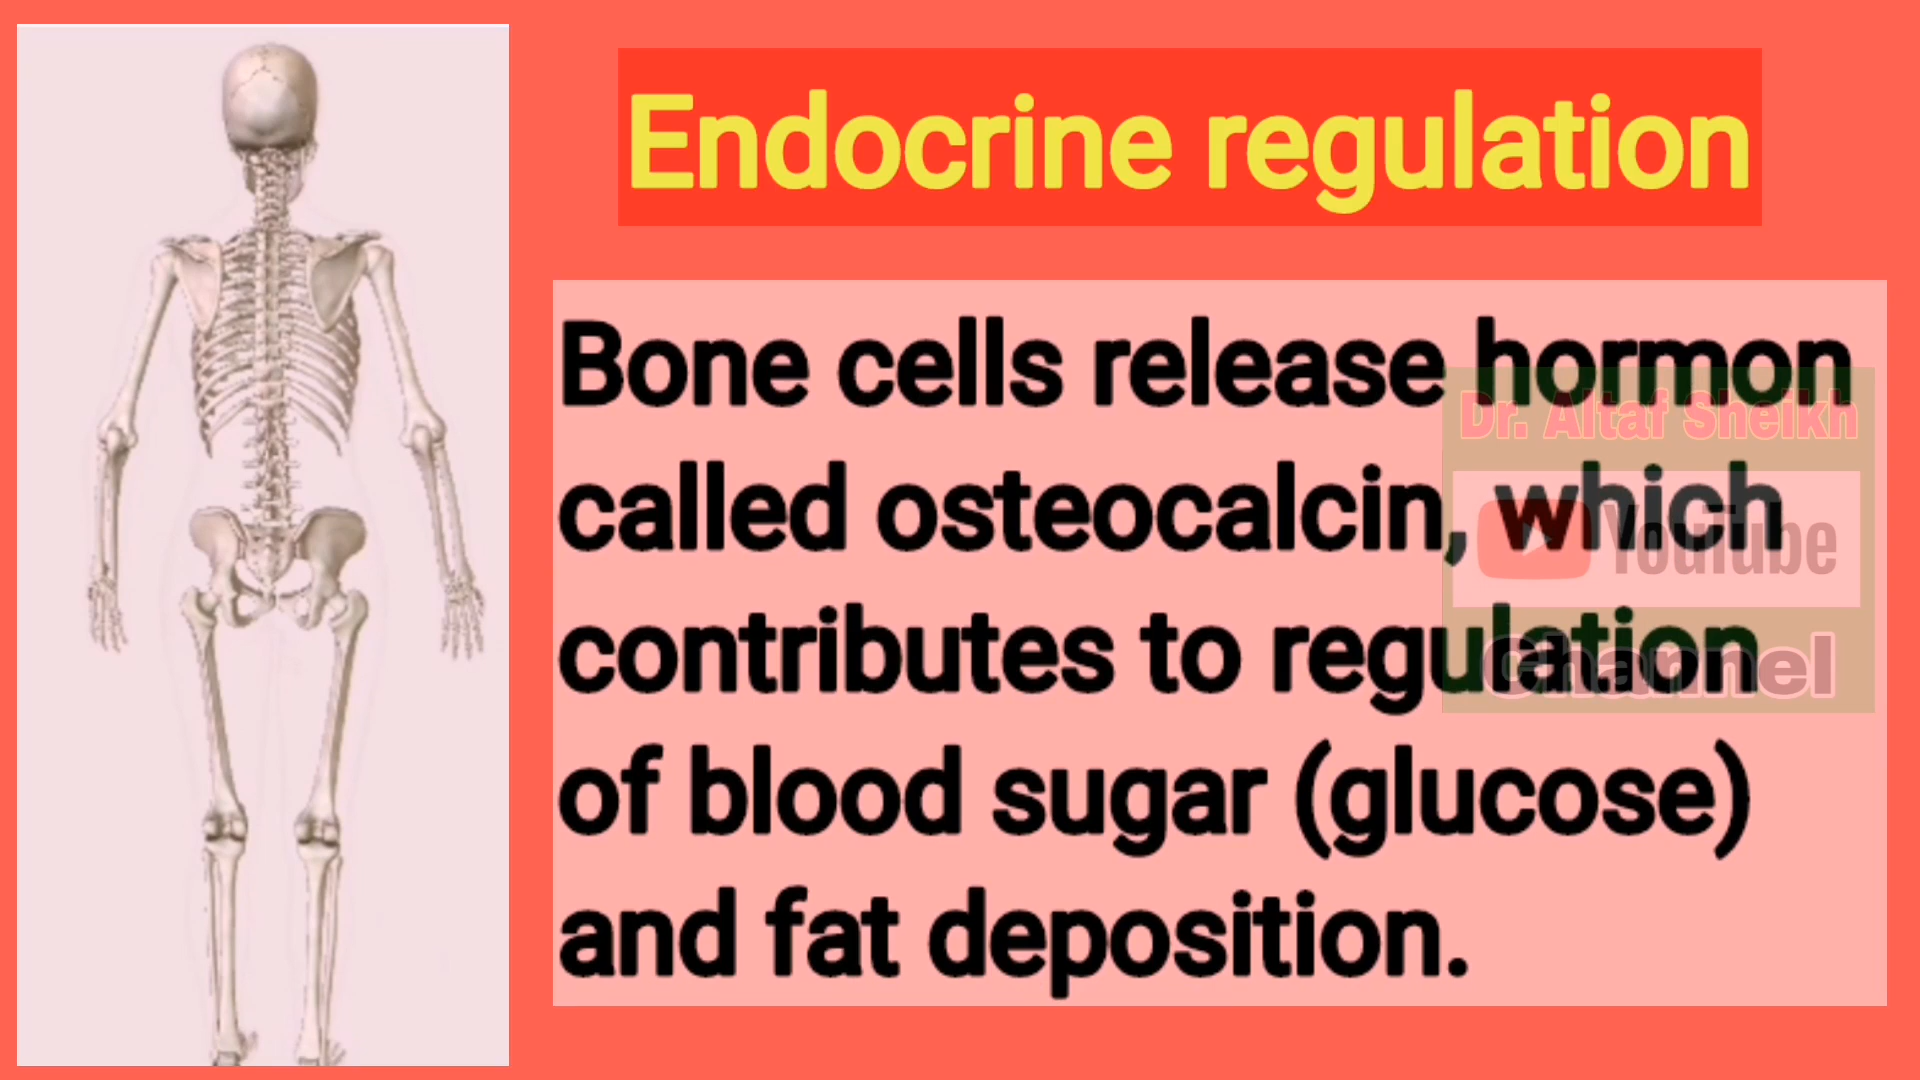 Endocrine regulation
Bone cells release hormon
called osteocalcin, which
contributes to regulation
of blood sugar (glucose)
and fat deposition.
Dr. Altaf Sheikh
YouTube
Channel